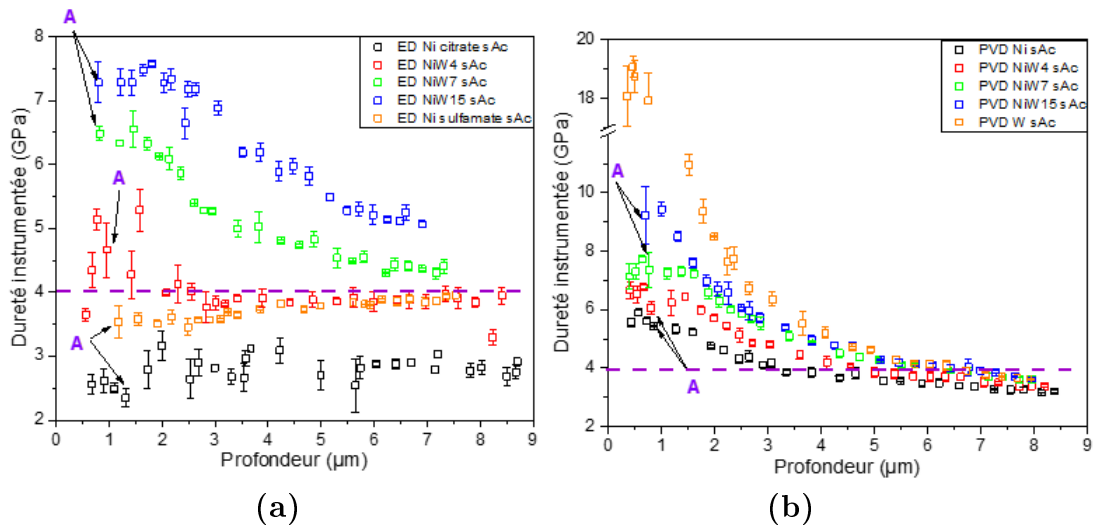 A
8
7
6
5
4
3
2
Dureté instrumentée (GPa)
ED Ni citrate sAc
ED NiW4 sAc
ED NiW7 sAc
ED NiW15 sAc
ED Ni sulfamate sAc
A
A
0 1 2 3 4 5 6 7 8 9
Profondeur (µm)
(a)
20
18
10
8
6
4
2
Dureté instrumentée (GPa)
PVD Ni sAc
PVD NiW4 sAc
PVD NiW7 sAc
PVD NiW15 sAc
PVD W sAc
A
A
0 1 2 3 4 5 6 7 8 9
Profondeur (µm)
(b)